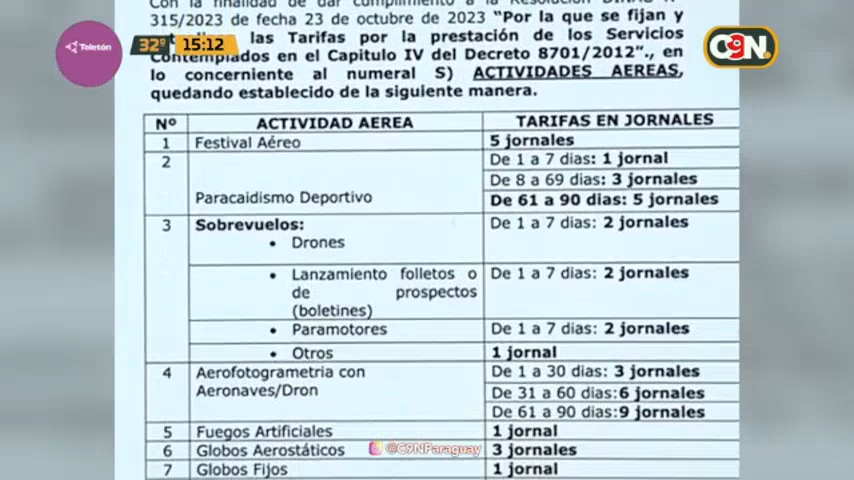 Con la finalidad de dar cumplimiento a la Resolución DINAC N°
315/2023 de fecha 23 de octubre de 2023 "Por la que se fijan y
las Tarifas por la prestación de los Servicios
Contemplados en el Capitulo IV del Decreto 8701/2012"., en
lo concerniente al numeral S) ACTIVIDADES AEREAS,
quedando establecido de la siguiente manera.
Teletón
32° 15:12
C9N.
Nº ACTIVIDAD AEREA TARIFAS EN JORNALES
1 Festival Aéreo 5 jornales
2 Paracaidismo Deportivo De 1 a 7 dias: 1 jornal
De 8 a 69 dias: 3 jornales
De 61 a 90 dias: 5 jornales
3 Sobrevuelos: De 1 a 7 dias: 2 jornales
• Drones
• Lanzamiento folletos o De 1 a 7 dias: 2 jornales
de prospectos
(boletines)
• Paramotores De 1 a 7 dias: 2 jornales
• Otros 1 jornal
4 Aerofotogrametria con De 1 a 30 dias: 3 jornales
Aeronaves/Dron De 31 a 60 dias:6 jornales
De 61 a 90 dias:9 jornales
5 Fuegos Artificiales 1 jornal
6 Globos Aerostáticos 3 jornales
7 Globos Fijos 1 jornal
@C9NParaguay